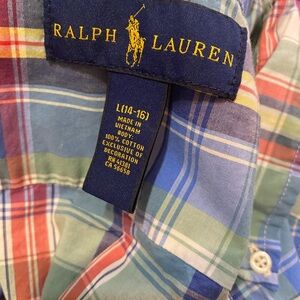 RALPH LAUREN
L(14-16)
MADE IN
VIETNAM
BODY:
100% COTTON
EXCLUSIVE OF
DECORATION
RN 41381
CA 56658